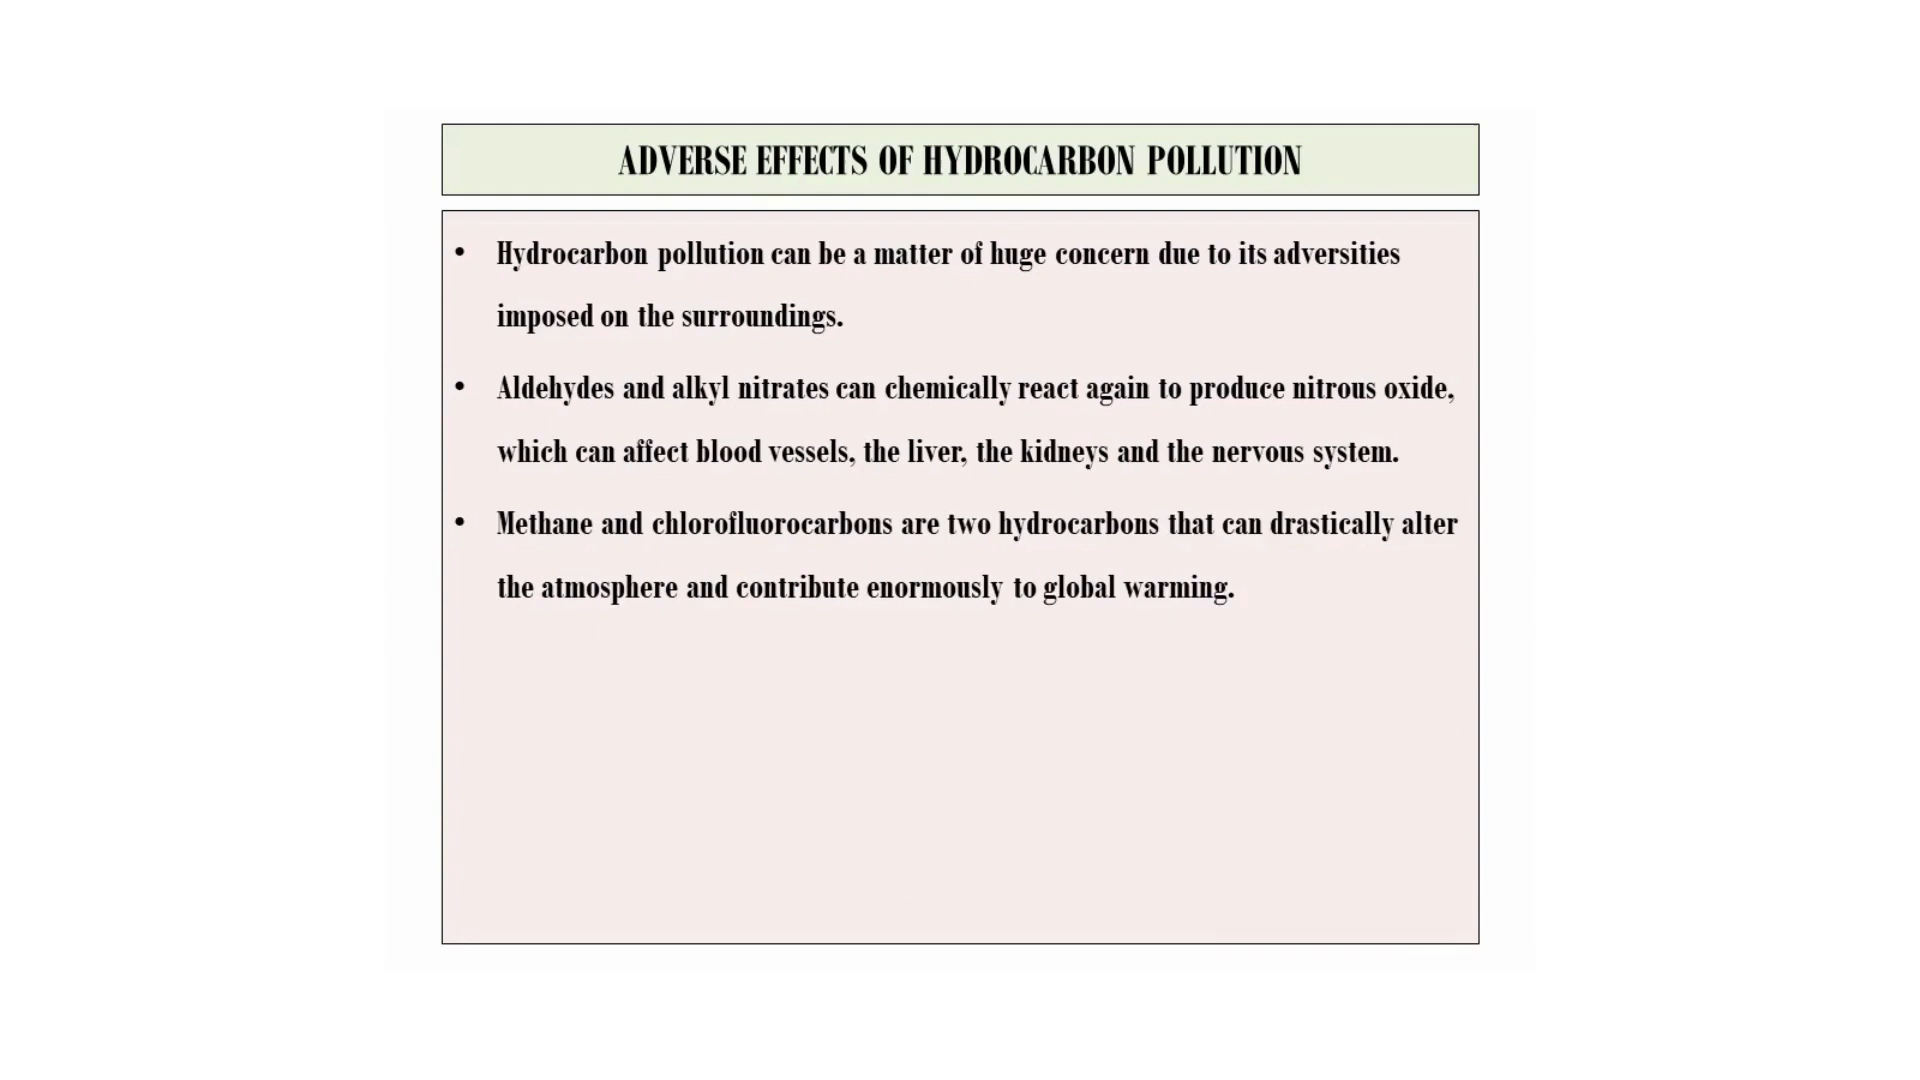 ADVERSE EFFECTS OF HYDROCARBON POLLUTION
• Hydrocarbon pollution can be a matter of huge concern due to its adversities
imposed on the surroundings.
• Aldehydes and alkyl nitrates can chemically react again to produce nitrous oxide,
which can affect blood vessels, the liver, the kidneys and the nervous system.
• Methane and chlorofluorocarbons are two hydrocarbons that can drastically alter
the atmosphere and contribute enormously to global warming.